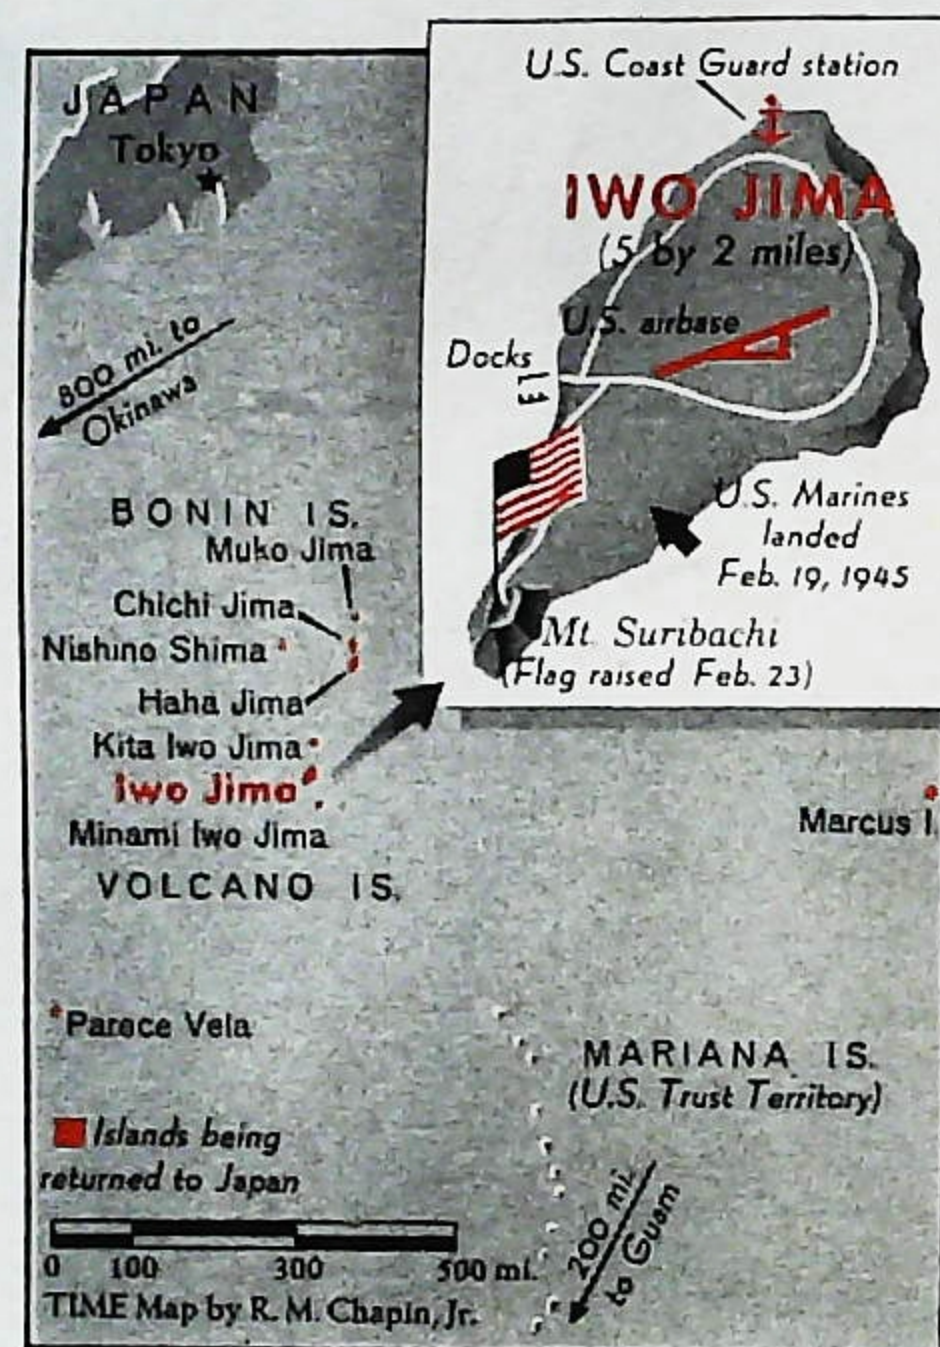 JAPAN
Tokyo
800 mi. to
Okinawa
BONIN IS.
Muko Jima
Chichi Jima
Nishino Shima
Haha Jima
Kita Iwo Jima
Iwo Jima
Minami Iwo Jima
VOLCANO IS.
Parece Vela
Islands being
returned to Japan
0 100 300 500 mi.
TIME Map by R. M. Chapin, Jr.
U.S. Coast Guard station
IWO JIMA
(5 by 2 miles)
U.S. airbase
Docks
U.S. Marines
landed
Feb. 19, 1945
Mt. Suribachi
(Flag raised Feb. 23)
Marcus I.
MARIANA IS.
(U.S. Trust Territory)
200 mi.
to Guam